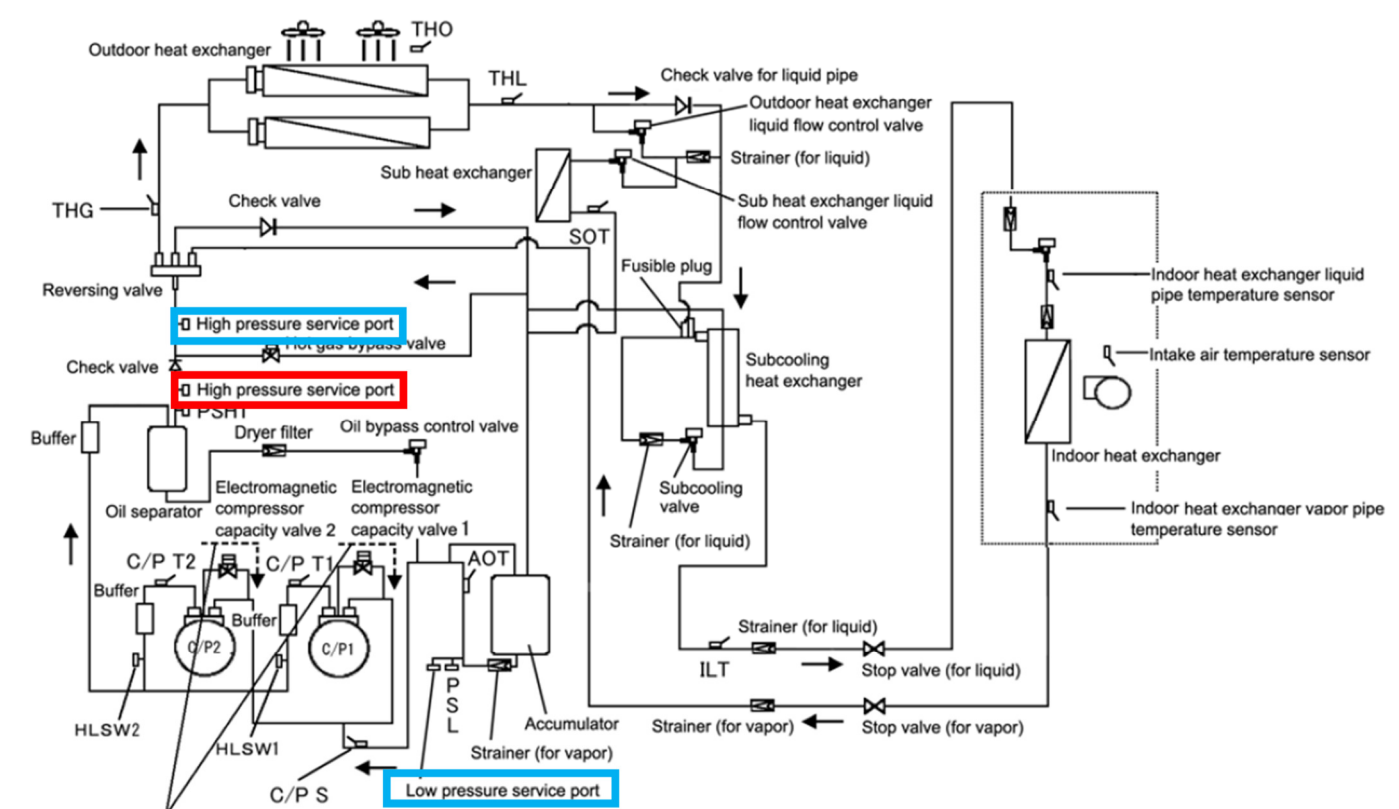 THO
Outdoor heat exchanger
THL
Check valve for liquid pipe
Outdoor heat exchanger
liquid flow control valve
Strainer (for liquid)
Sub heat exchanger
Sub heat exchanger liquid
flow control valve
THG
Check valve
SOT
Fusible plug
Reversing valve
Indoor heat exchanger liquid
pipe temperature sensor
High pressure service port
Hot gas bypass valve
Check valve
Subcooling
heat exchanger
Intake air temperature sensor
High pressure service port
PSH1
Buffer
Dryer filter
Oil bypass control valve
Indoor heat exchanger
Oil separator
Electromagnetic
compressor
capacity valve 2
Electromagnetic
compressor
capacity valve 1
Subcooling
valve
Strainer (for liquid)
Indoor heat exchanger vapor pipe
temperature sensor
C/P T2
C/P T1
AOT
Buffer
Buffer
C/P2
C/P1
Strainer (for liquid)
ILT
Stop valve (for liquid)
PSL
HLSW2
HLSW1
Accumulator
Strainer (for vapor)
Strainer (for vapor)
Stop valve (for vapor)
C/P S
Low pressure service port